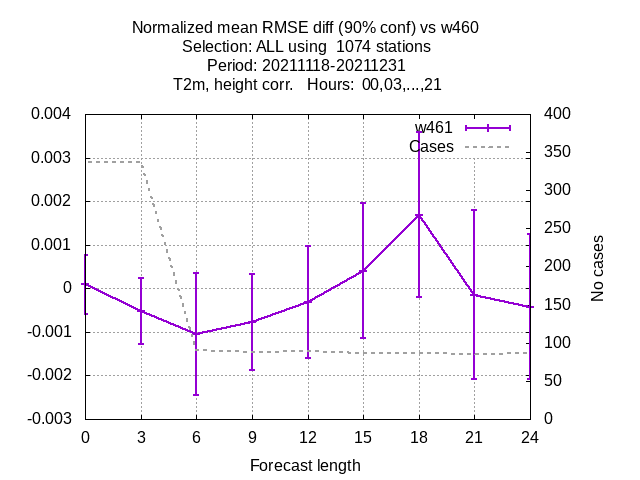 Normalized mean RMSE diff (90% conf) vs w460
Selection: ALL using  1074 stations
Period: 20211118-20211231
T2m, height corr.   Hours:  00,03,...,21
0.004
0.003
0.002
0.001
0
-0.001
-0.002
-0.003
w461
Cases
400
350
300
250
200
150
100
50
0
No cases
0 3 6 9 12 15 18 21 24
Forecast length